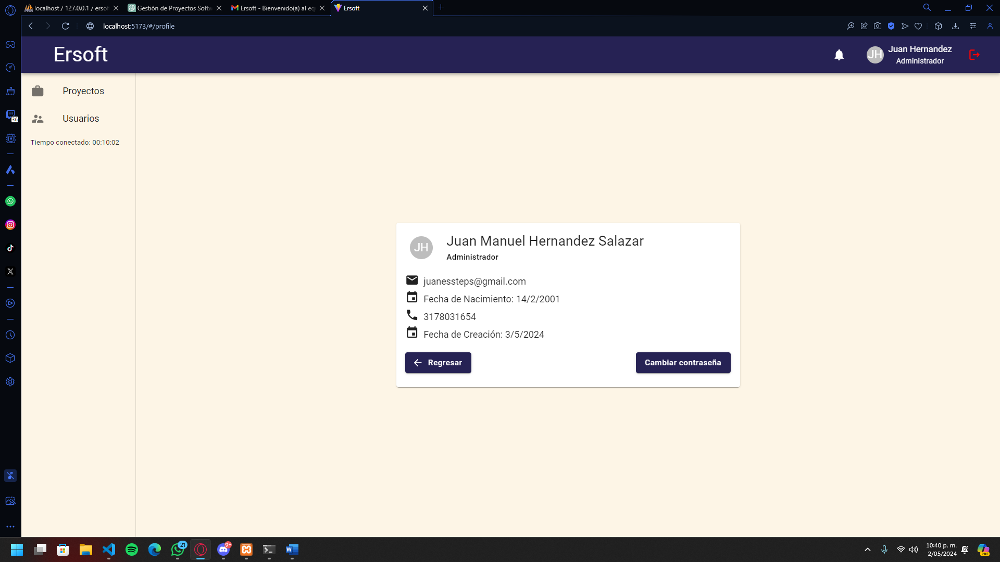 localhost / 127.0.0.1 / ersof
Gestión de Proyectos Softw
Ersoft - Bienvenido(a) al eq
Ersoft
localhost:5173/#/profile
Ersoft
JH
Juan Hernandez
Administrador
Proyectos
Usuarios
Tiempo conectado: 00:10:02
36
JH
Juan Manuel Hernandez Salazar
Administrador
juanessteps@gmail.com
Fecha de Nacimiento: 14/2/2001
3178031654
Fecha de Creación: 3/5/2024
Regresar
Cambiar contraseña
21
9+
W
10:40 p. m.
2/05/2024
PRE